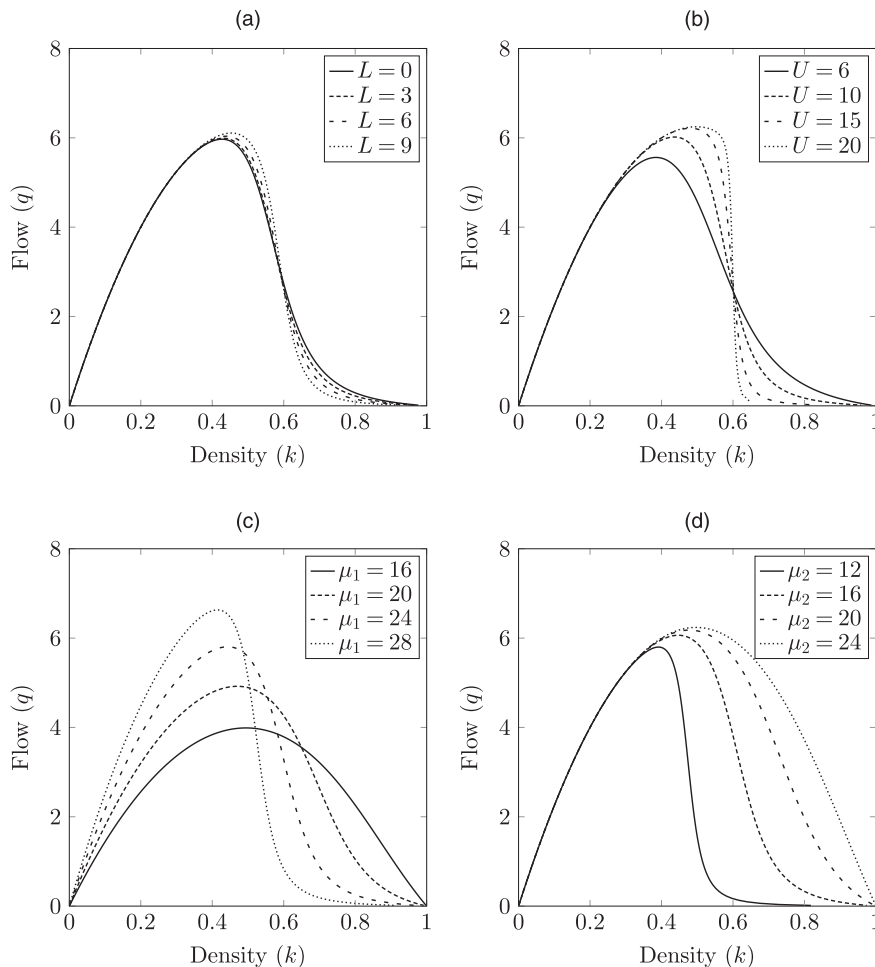 (a)
8
6
4
2
0
0
0.2
0.4
0.6
0.8
1
Flow (q)
Density (k)
L = 0
L = 3
L = 6
L = 9
(b)
8
6
4
2
0
0
0.2
0.4
0.6
0.8
1
Flow (q)
Density (k)
U = 6
U = 10
U = 15
U = 20
(c)
8
6
4
2
0
0
0.2
0.4
0.6
0.8
1
Flow (q)
Density (k)
μ₁ = 16
μ₁ = 20
μ₁ = 24
μ₁ = 28
(d)
8
6
4
2
0
0
0.2
0.4
0.6
0.8
1
Flow (q)
Density (k)
μ₂ = 12
μ₂ = 16
μ₂ = 20
μ₂ = 24